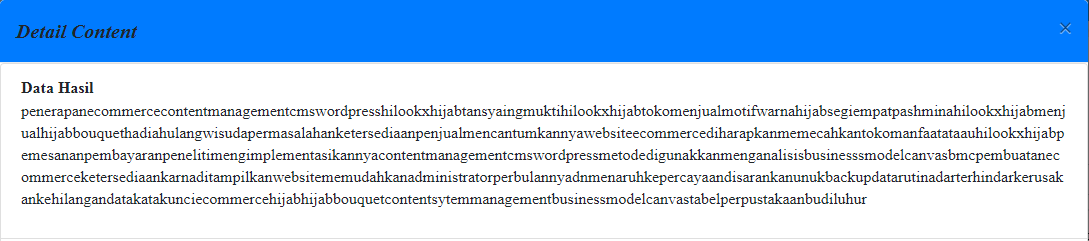 Detail Content
×
Data Hasil
penerapanecommercecontentmanagementcmswordpresshilookxhijabtansyaingmuktihilookxhijabtokomenjualmotifwarnahijabsegiempatpashminahilookxhijabmenj
ualhijabbouquethadiahulangwisudapermasalahanketersediaanpenjualmencantumkannyawebsiteecommercediharapkanmemecahkantokomanfaatataauhilookxhijabp
emesananpembayaranpenelitimengimplementasikannyacontentmanagementcmswordpressmetodedigunakkanmenganalisisbusinesssmodelcanvasbmcpembuatanec
ommerceketersediaankarnaditampilkanwebsitememudahkanadministratorperbulannyadnmenaruhkepercayaandisarankanunukbackupdatarutinadarterhindarkerusak
ankehilangandatakatakunciecommercehijabhijabbouquetcontentsytemmanagementbusinessmodelcanvastabelperpustakaanbudiluhur